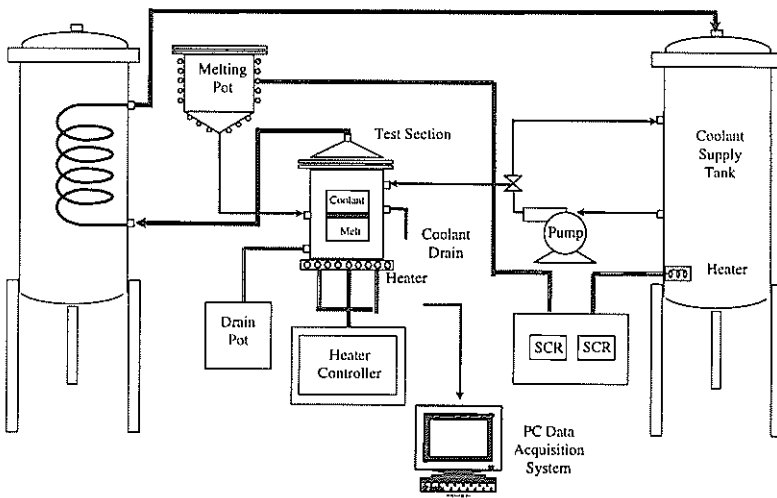 Melting
Pot
Test Section
Coolant
Supply
Tank
Coolant
Melt
Coolant
Drain
Pump
Heater
Heater
Drain
Pot
Heater
Controller
SCR
SCR
PC Data
Acquisition
System